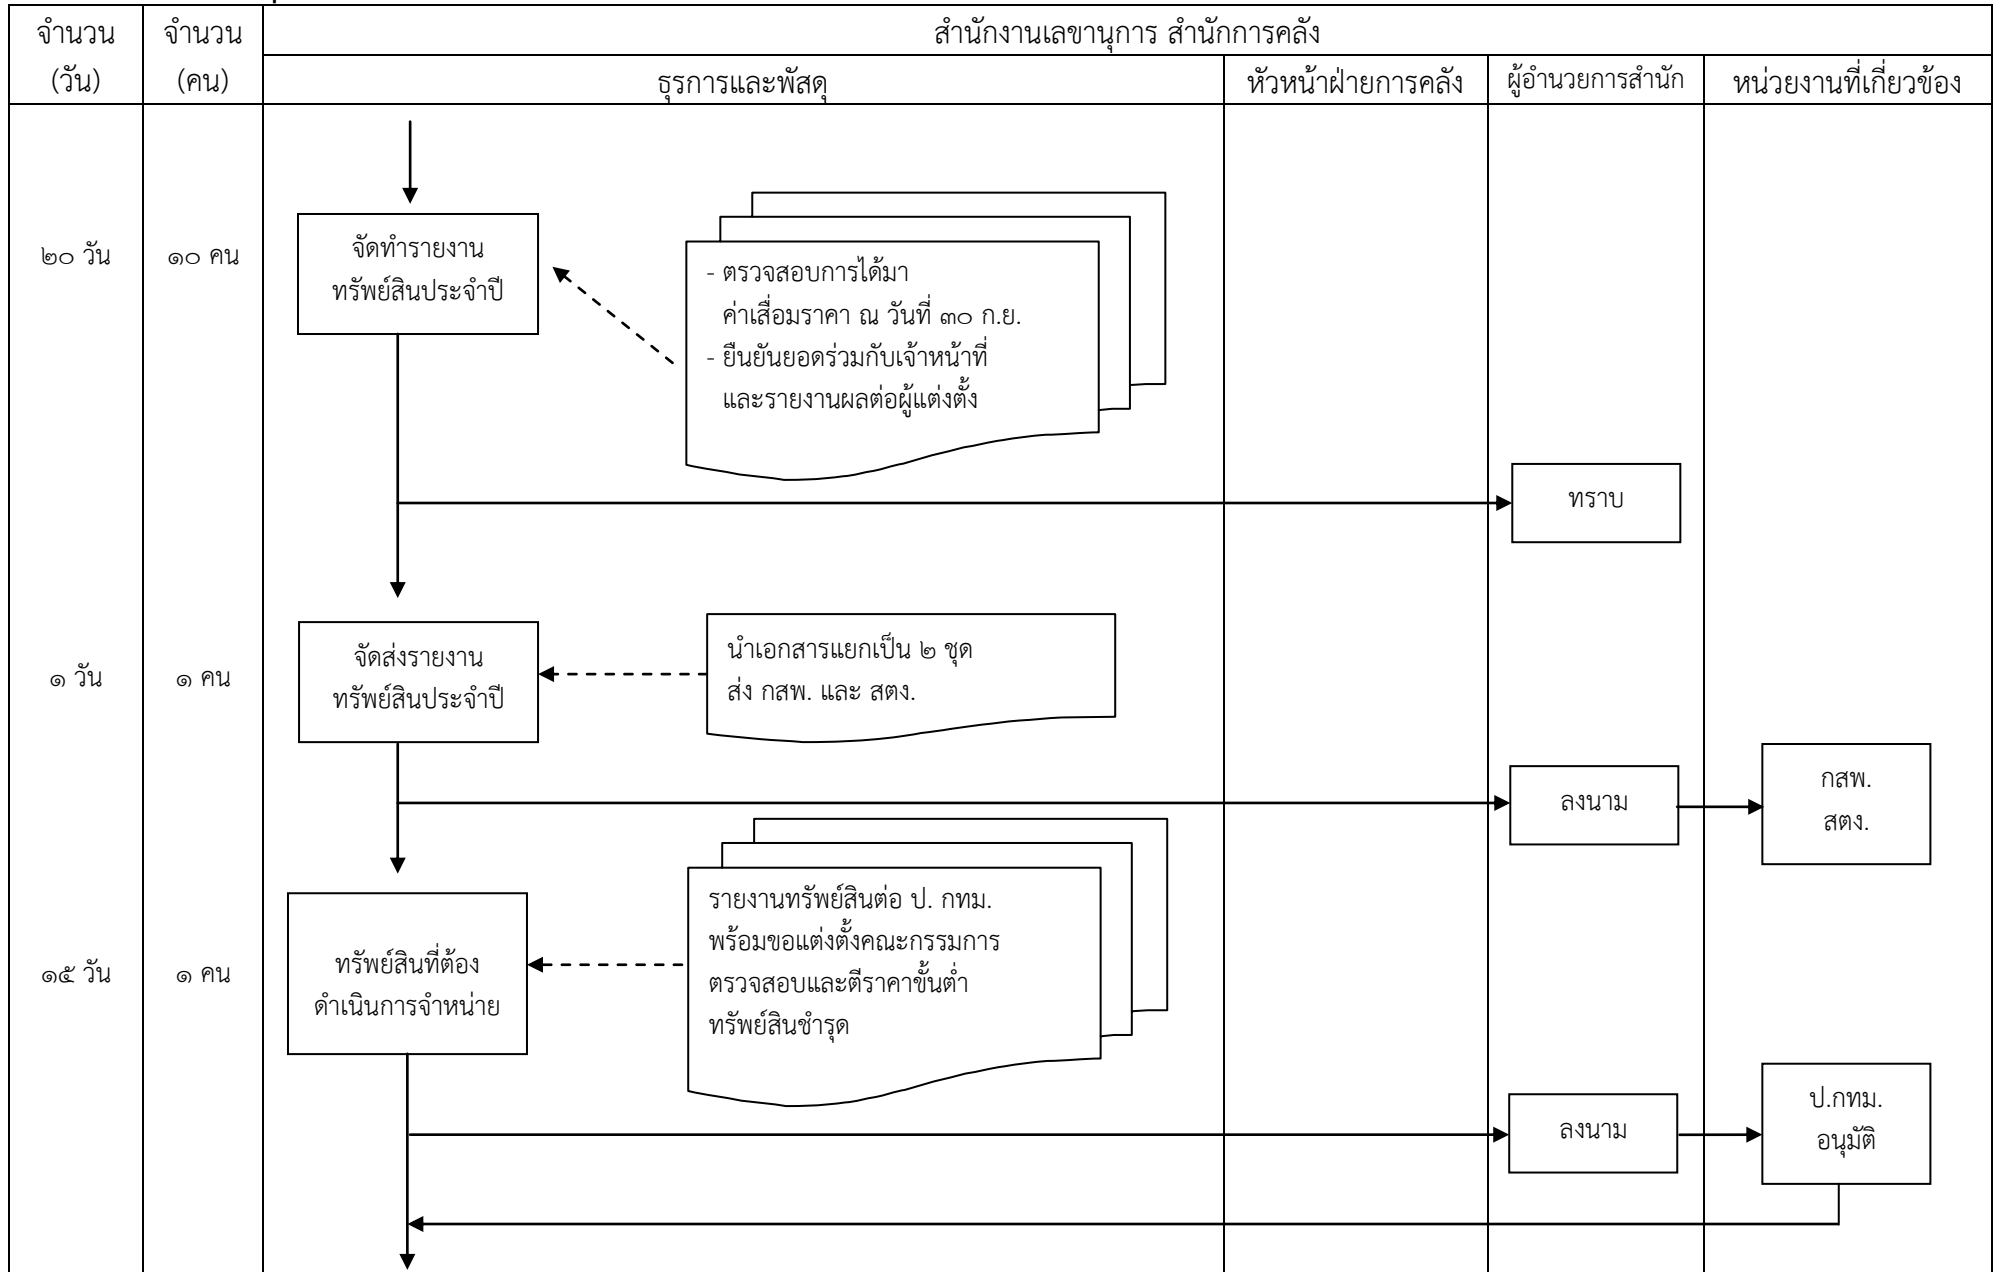 จำนวน
(วัน)
จำนวน
(คน)
สำนักงานเลขานุการ สำนักการคลัง
ธุรการและพัสดุ
หัวหน้าฝ่ายการคลัง
ผู้อำนวยการสำนัก
หน่วยงานที่เกี่ยวข้อง
๒๐ วัน
๑๐ คน
จัดทำรายงาน
ทรัพย์สินประจำปี
- ตรวจสอบการได้มา
ค่าเสื่อมราคา ณ วันที่ ๓๐ ก.ย.
- ยืนยันยอดร่วมกับเจ้าหน้าที่
และรายงานผลต่อผู้แต่งตั้ง
ทราบ
๑ วัน
๑ คน
จัดส่งรายงาน
ทรัพย์สินประจำปี
นำเอกสารแยกเป็น ๒ ชุด
ส่ง กสพ. และ สตง.
ลงนาม
กสพ.
สตง.
๑๕ วัน
๑ คน
ทรัพย์สินที่ต้อง
ดำเนินการจำหน่าย
รายงานทรัพย์สินต่อ ป. กทม.
พร้อมขอแต่งตั้งคณะกรรมการ
ตรวจสอบและตีราคาขั้นต่ำ
ทรัพย์สินชำรุด
ลงนาม
ป.กทม.
อนุมัติ